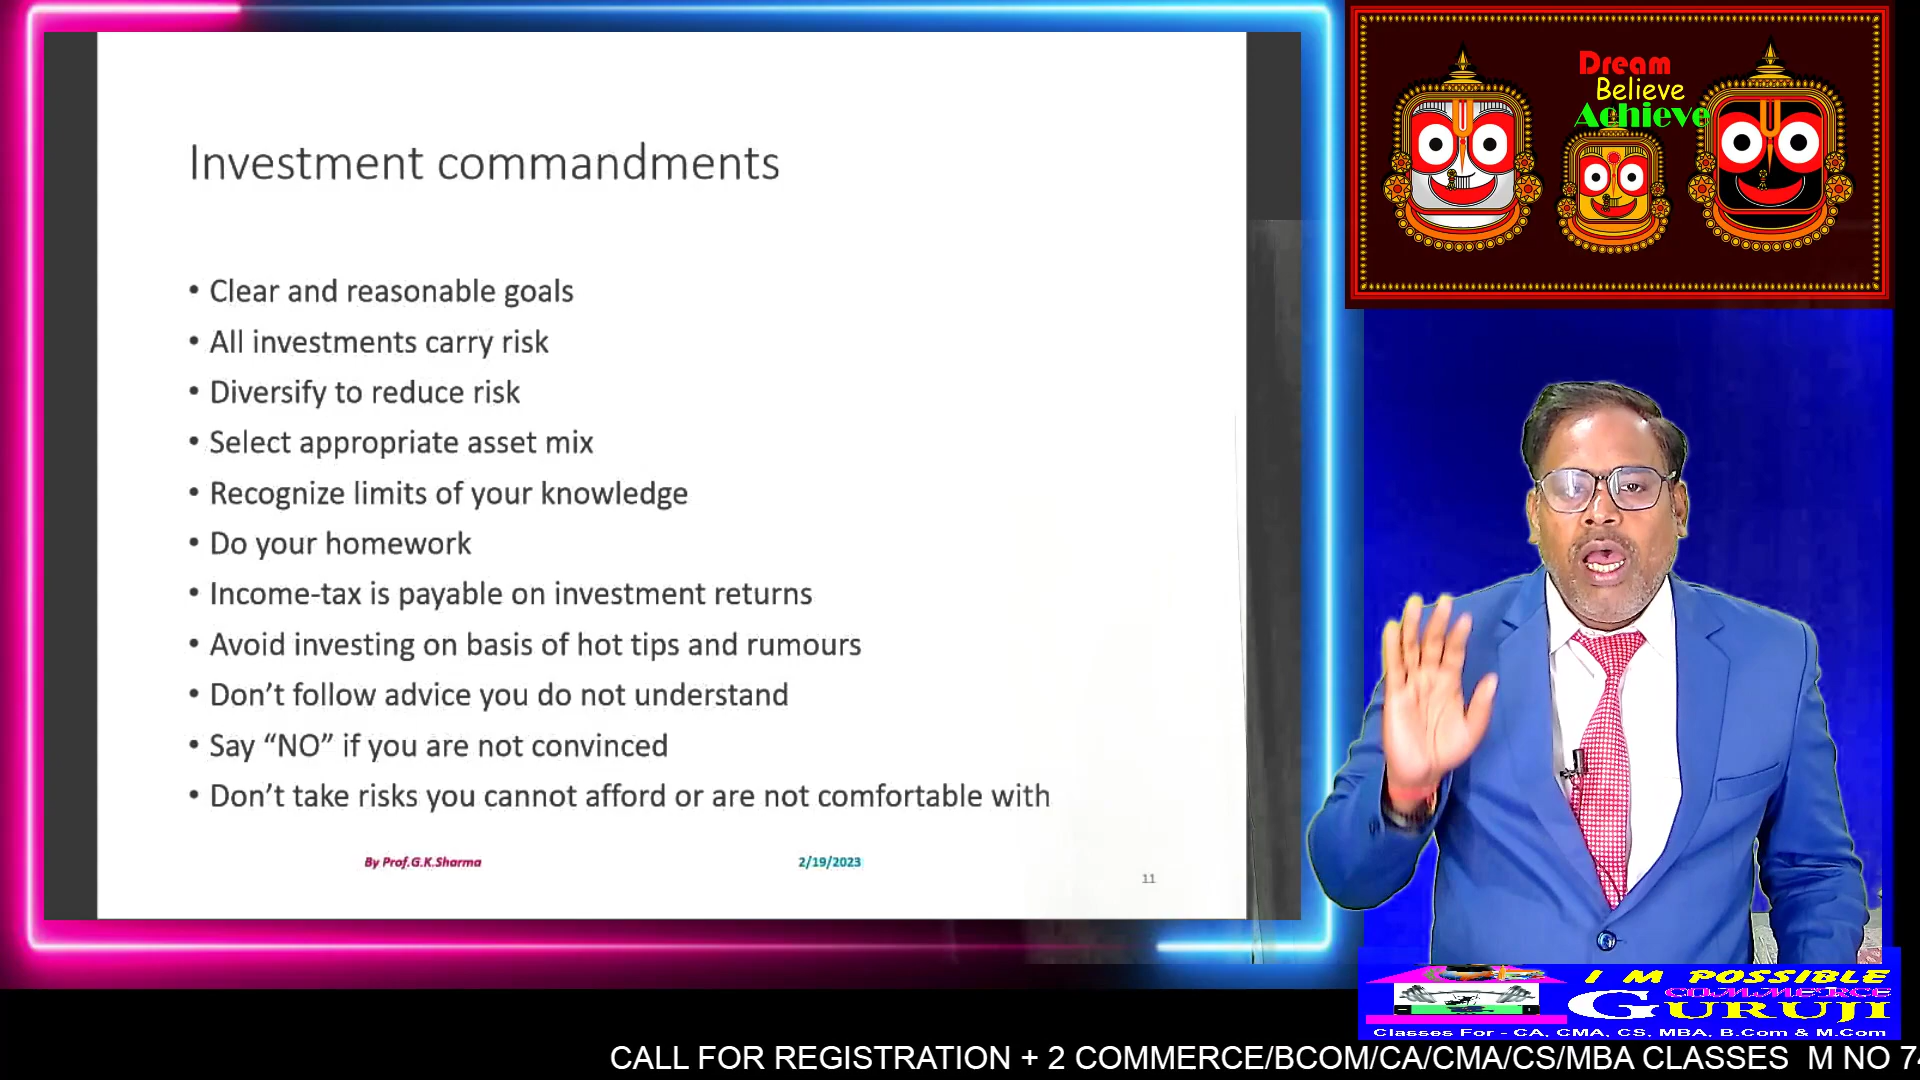 Investment commandments
• Clear and reasonable goals
• All investments carry risk
• Diversify to reduce risk
• Select appropriate asset mix
• Recognize limits of your knowledge
• Do your homework
• Income-tax is payable on investment returns
• Avoid investing on basis of hot tips and rumours
• Don’t follow advice you do not understand
• Say “NO” if you are not convinced
• Don’t take risks you cannot afford or are not comfortable with
By Prof.G.K.Sharma 2/19/2023
11
Dream
Believe
Achieve
I M POSSIBLE
COMMERCE
GURUJI
Classes For - CA, CMA, CS, MBA, B.Com & M.Com
CALL FOR REGISTRATION + 2 COMMERCE/BCOM/CA/CMA/CS/MBA CLASSES M NO 7